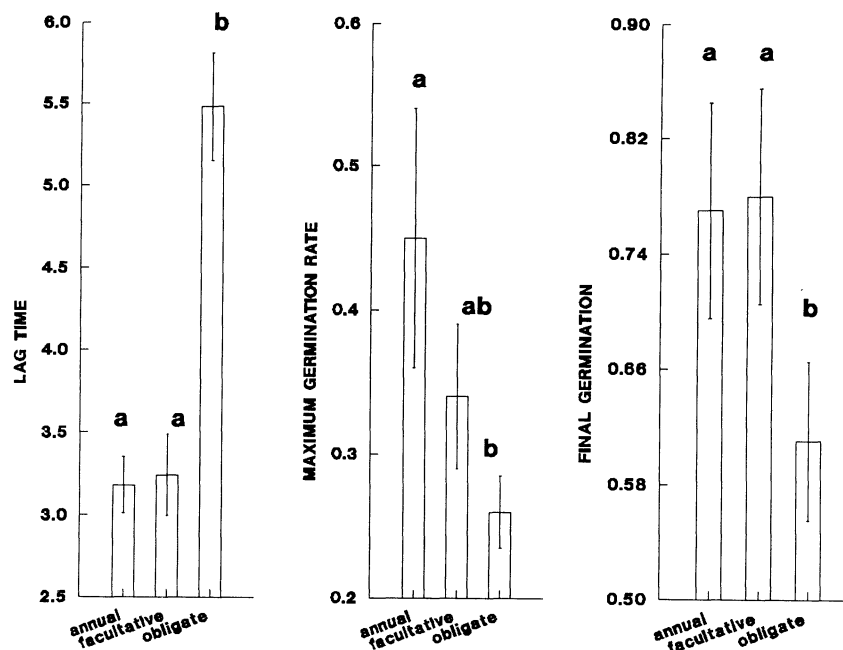 LAG TIME
6.0
5.5
5.0
4.5
4.0
3.5
3.0
2.5
a
a
b
annual
facultative
obligate
MAXIMUM GERMINATION RATE
0.6
0.5
0.4
0.3
0.2
a
ab
b
annual
facultative
obligate
FINAL GERMINATION
0.90
0.82
0.74
0.66
0.58
0.50
a
a
b
annual
facultative
obligate